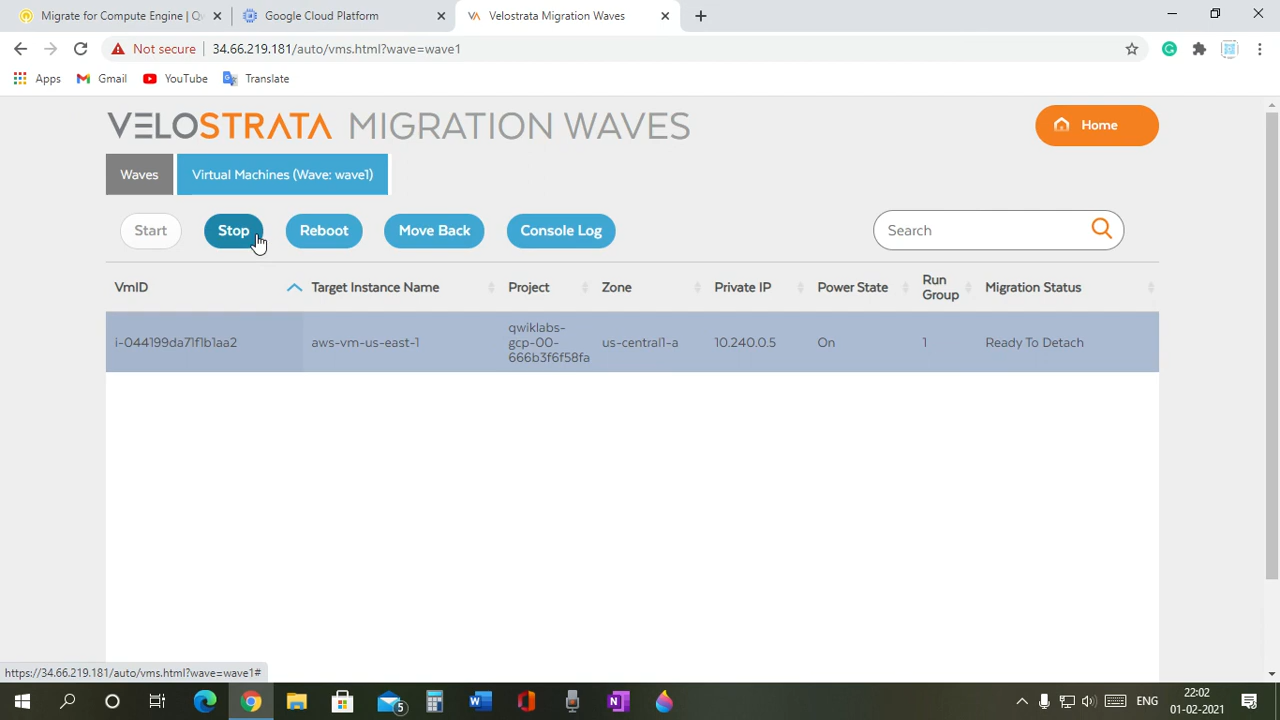 Migrate for Compute Engine | Qw
Google Cloud Platform
Velostrata Migration Waves
Not secure
34.66.219.181/auto/vms.html?wave=wave1
Apps
Gmail
YouTube
Translate
VELOSTRATA MIGRATION WAVES
Home
Waves
Virtual Machines (Wave: wave1)
Start
Stop
Reboot
Move Back
Console Log
Search
VmID
Target Instance Name
Project
Zone
Private IP
Power State
Run
Group
Migration Status
i-044199da71f1b1aa2
aws-vm-us-east-1
qwiklabs-
gcp-00-
666b3f6f58fa
us-central1-a
10.240.0.5
On
1
Ready To Detach
https://34.66.219.181/auto/vms.html?wave=wave1#
5
ENG
22:02
01-02-2021